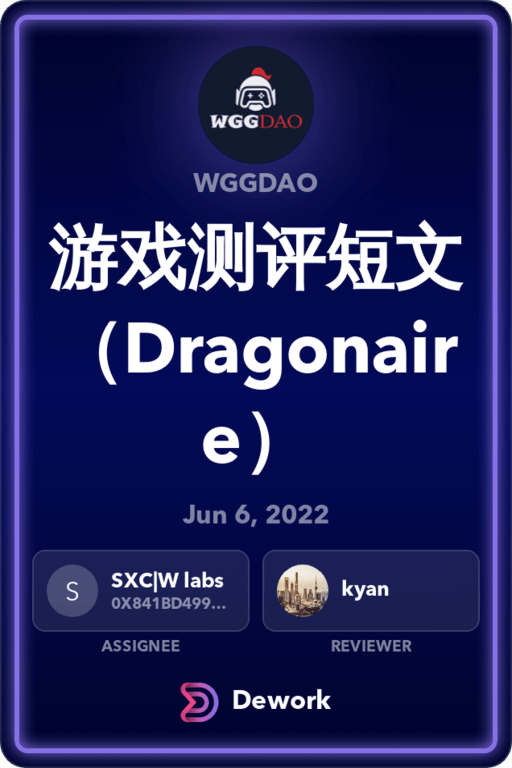 WGGDAO
WGGDAO
游戏测评短文
（Dragonair
e）
Jun 6, 2022
S
SXC|W labs
0X841BD499...
kyan
ASSIGNEE
REVIEWER
Dework